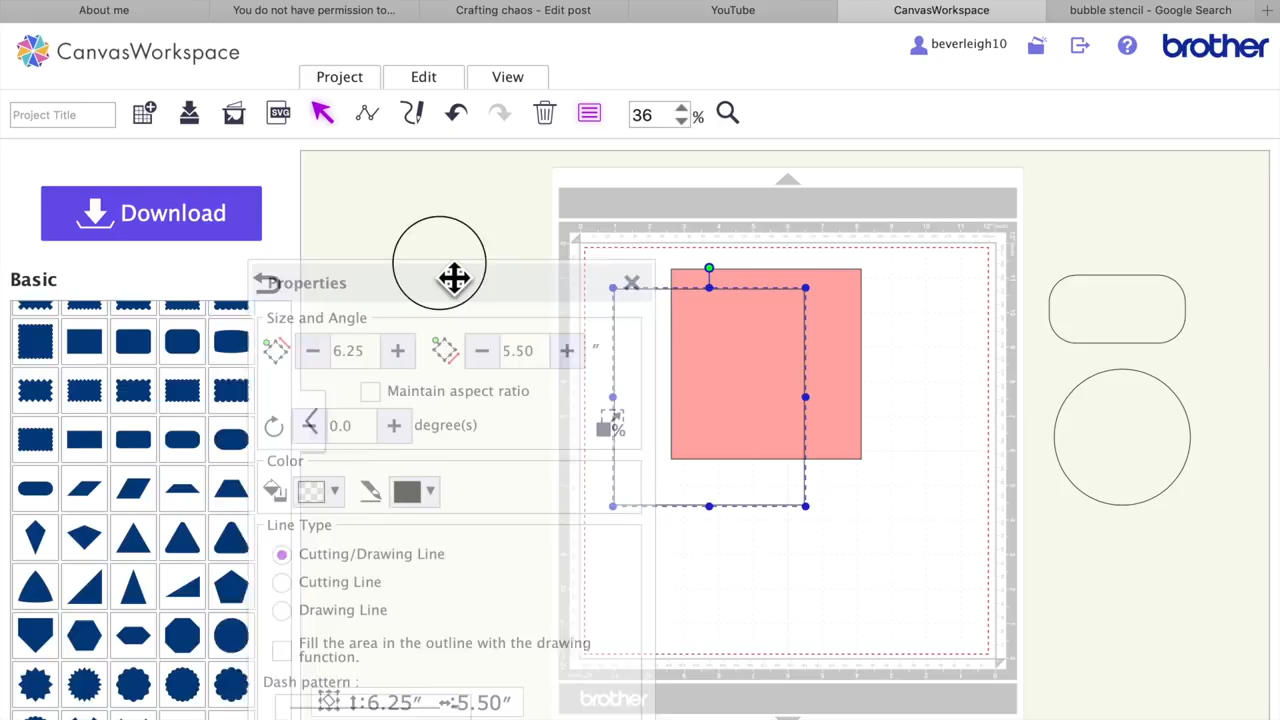 About me
You do not have permission to...
Crafting chaos - Edit post
YouTube
CanvasWorkspace
bubble stencil - Google Search
CanvasWorkspace
beverleigh10
brother
Project
Edit
View
Project Title
SVG
36
%
Download
Basic
Properties
Size and Angle
6.25
5.50
"
Maintain aspect ratio
0.0
degree(s)
%
Color
Line Type
Cutting/Drawing Line
Cutting Line
Drawing Line
Fill the area in the outline with the drawing
function.
Dash pattern :
6.25"
5.50"
brother